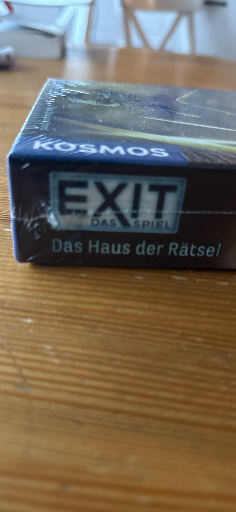 KOSMOS
EXIT
DAS SPIEL
Das Haus der Rätsel